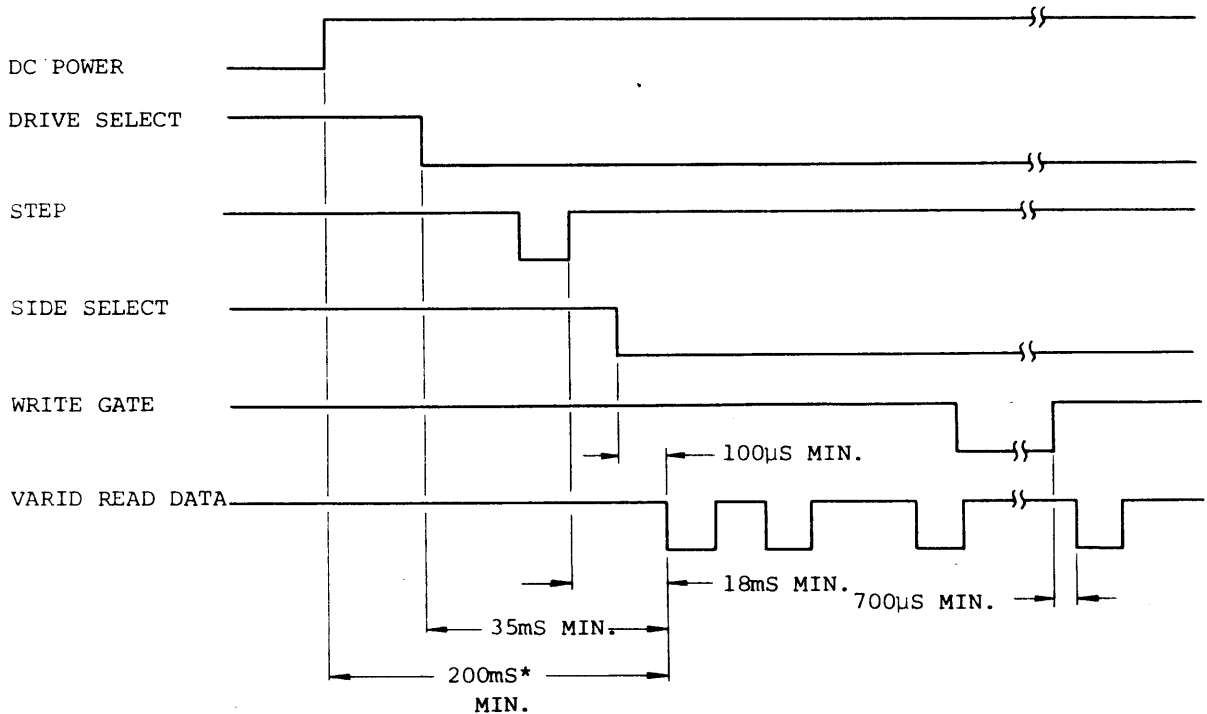 DC POWER
DRIVE SELECT
STEP
SIDE SELECT
WRITE GATE
100µS MIN.
VARID READ DATA
18mS MIN.
700µS MIN.
35mS MIN.
200mS*
MIN.